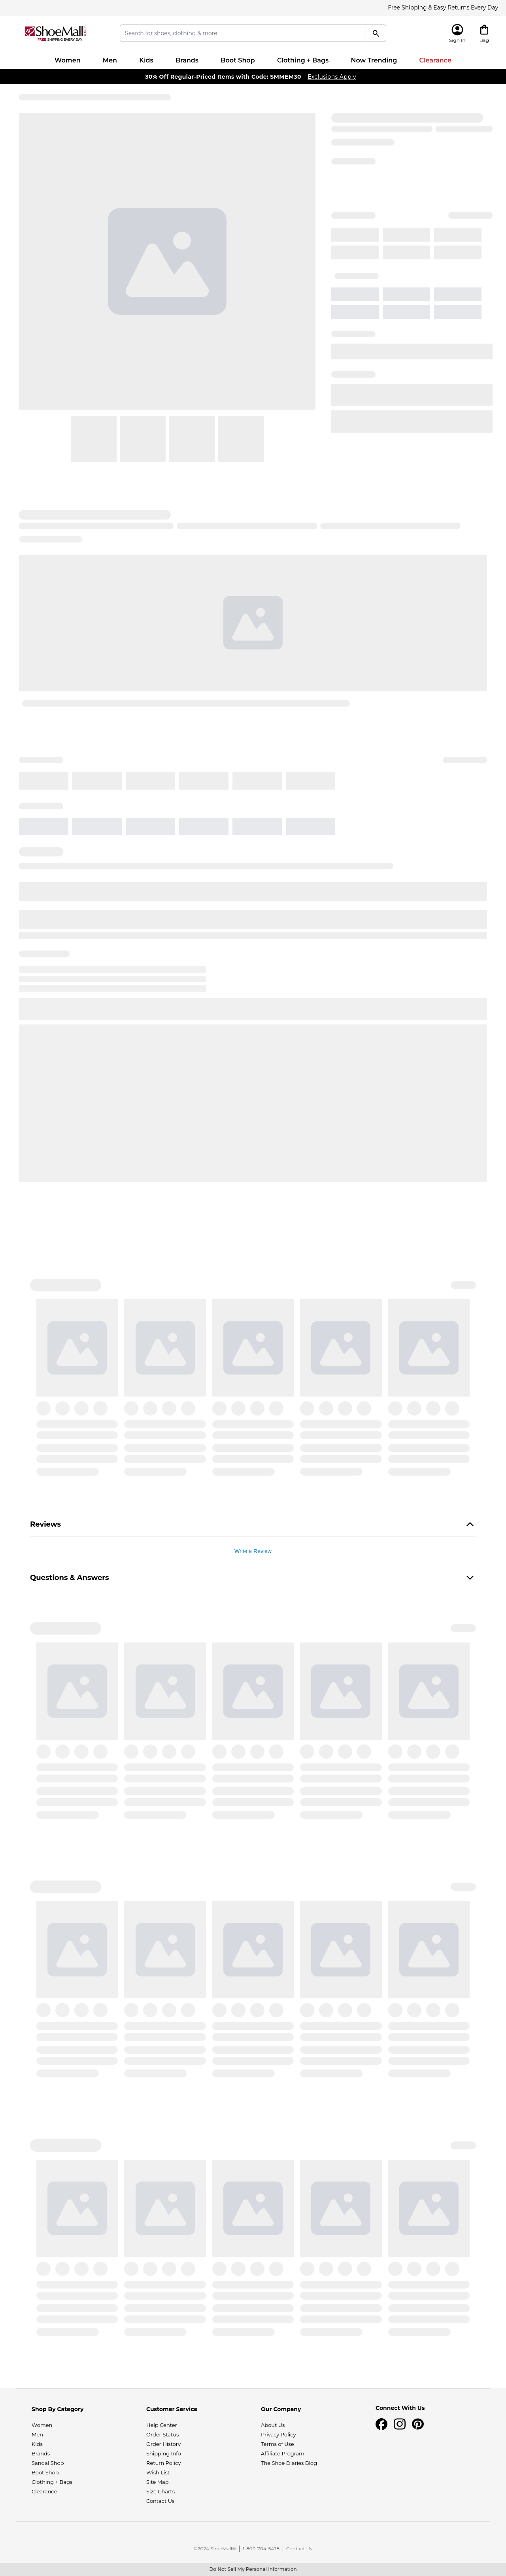 Free Shipping & Easy Returns Every Day
ShoeMall.com
FREE SHIPPING EVERY DAY
Search for shoes, clothing & more
Sign In
Bag
Women Men Kids Brands Boot Shop Clothing + Bags Now Trending Clearance
30% Off Regular-Priced Items with Code: SMMEM30 Exclusions Apply
Reviews
Write a Review
Questions & Answers
Shop By Category
Women
Men
Kids
Brands
Sandal Shop
Boot Shop
Clothing + Bags
Clearance
Customer Service
Help Center
Order Status
Order History
Shipping Info
Return Policy
Wish List
Site Map
Size Charts
Contact Us
Our Company
About Us
Privacy Policy
Terms of Use
Affiliate Program
The Shoe Diaries Blog
Connect With Us
©2024 ShoeMall® | 1-800-704-5478 | Contact Us
Do Not Sell My Personal Information